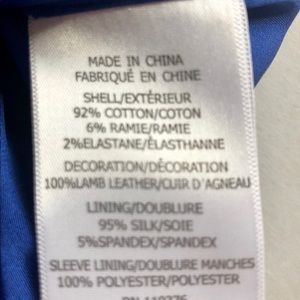 MADE IN CHINA
FABRIQUÉ EN CHINE
SHELL/EXTÉRIEUR
92% COTTON/COTON
6% RAMIE/RAMIE
2%ELASTANE/ÉLASTHANNE
DECORATION/DÉCORATION
100%LAMB LEATHER/CUIR D'AGNEAU
LINING/DOUBLURE
95% SILK/SOIE
5%SPANDEX/SPANDEX
SLEEVE LINING/DOUBLURE MANCHES
100% POLYESTER/POLYESTER